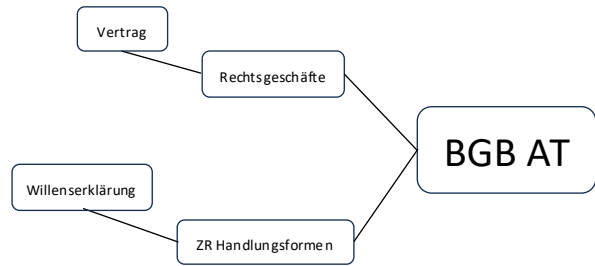 Vertrag
Rechtsgeschäfte
BGB AT
Willenserklärung
ZR Handlungsformen